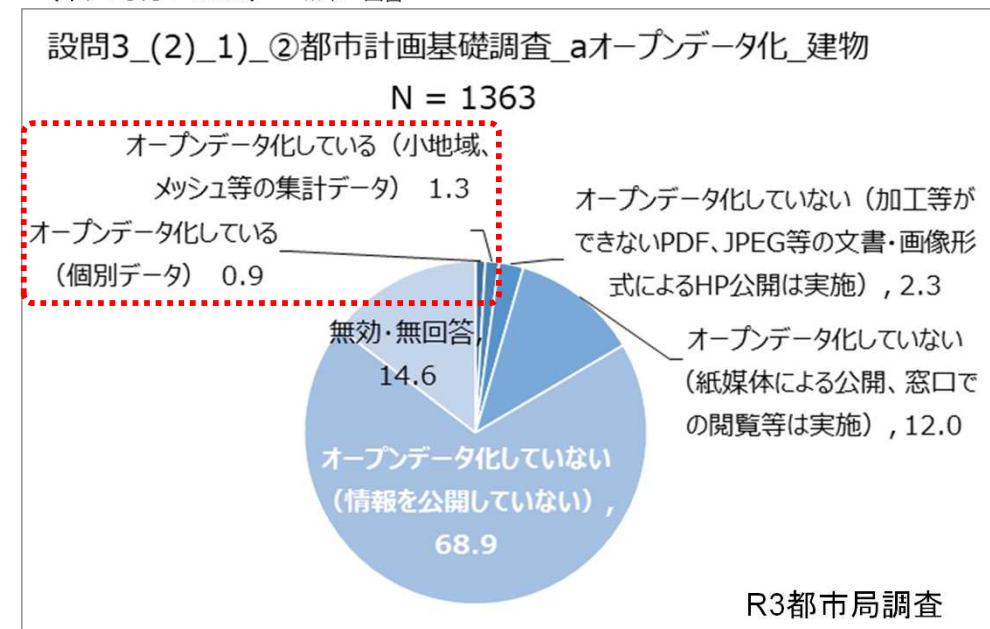 設問3_(2)_1)_②都市計画基礎調査_aオープンデータ化_建物
N = 1363
オープンデータ化している（小地域、
メッシュ等の集計データ） 1.3
オープンデータ化している
（個別データ） 0.9
オープンデータ化していない（加工等が
できないPDF、JPEG等の文書・画像形
式によるHP公開は実施）, 2.3
無効・無回答,
14.6
オープンデータ化していない
（紙媒体による公開、窓口で
の閲覧等は実施）, 12.0
オープンデータ化していない
（情報を公開していない）,
68.9
R3都市局調査